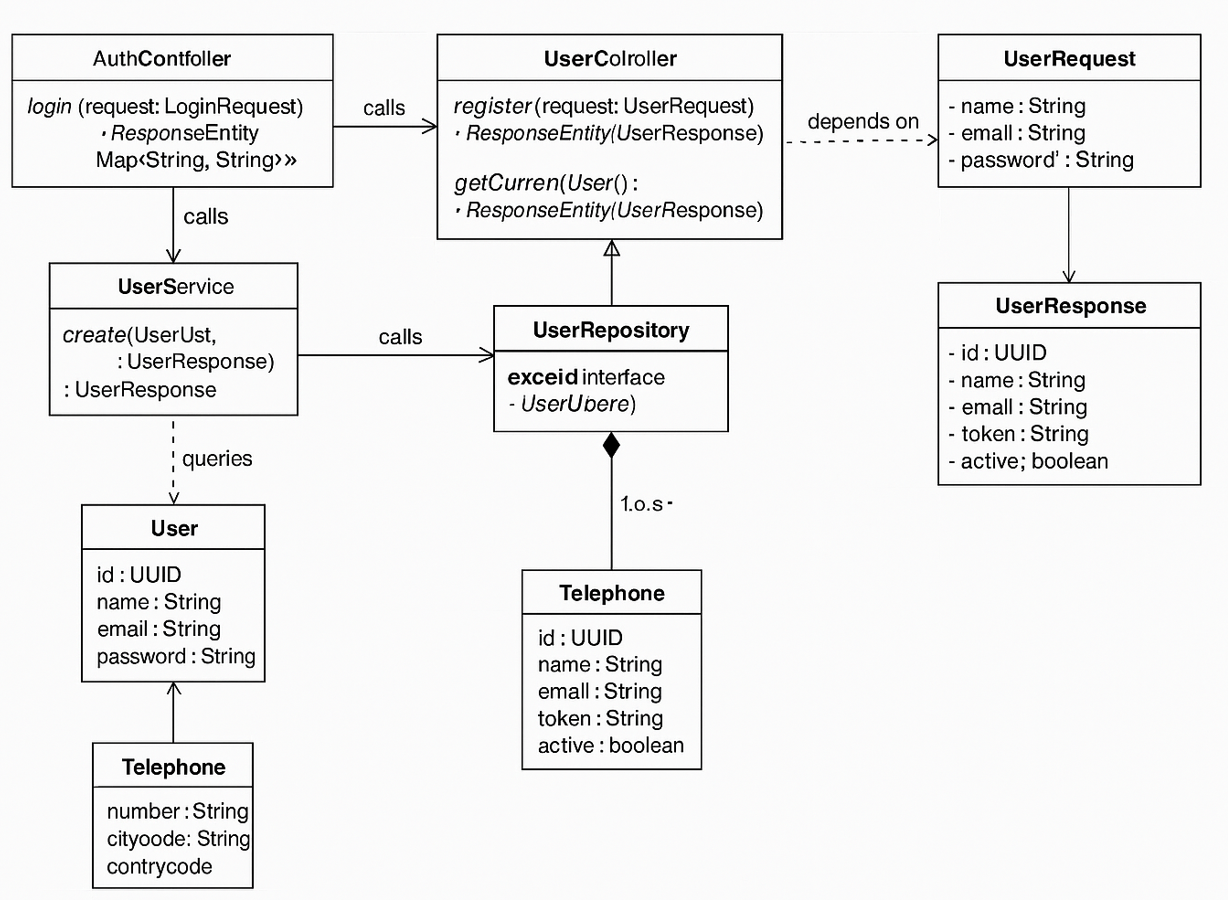 AuthContfoller
login (request: LoginRequest)
· ResponseEntity
Map<String, String>»
calls
UserColroller
register(request: UserRequest)
· ResponseEntity(UserResponse)
getCurren(User() :
· ResponseEntity(UserResponse)
depends on
UserRequest
- name : String
- emall : String
- password' : String
calls
UserService
create(UserUst,
: UserResponse)
: UserResponse
calls
UserRepository
exceid interface
- UserUbere)
UserResponse
- id : UUID
- name : String
- emall : String
- token : String
- active; boolean
queries
1.o.s -
User
id : UUID
name : String
email : String
password : String
Telephone
id : UUID
name : String
emall : String
token : String
active : boolean
Telephone
number : String
cityoode: String
contrycode